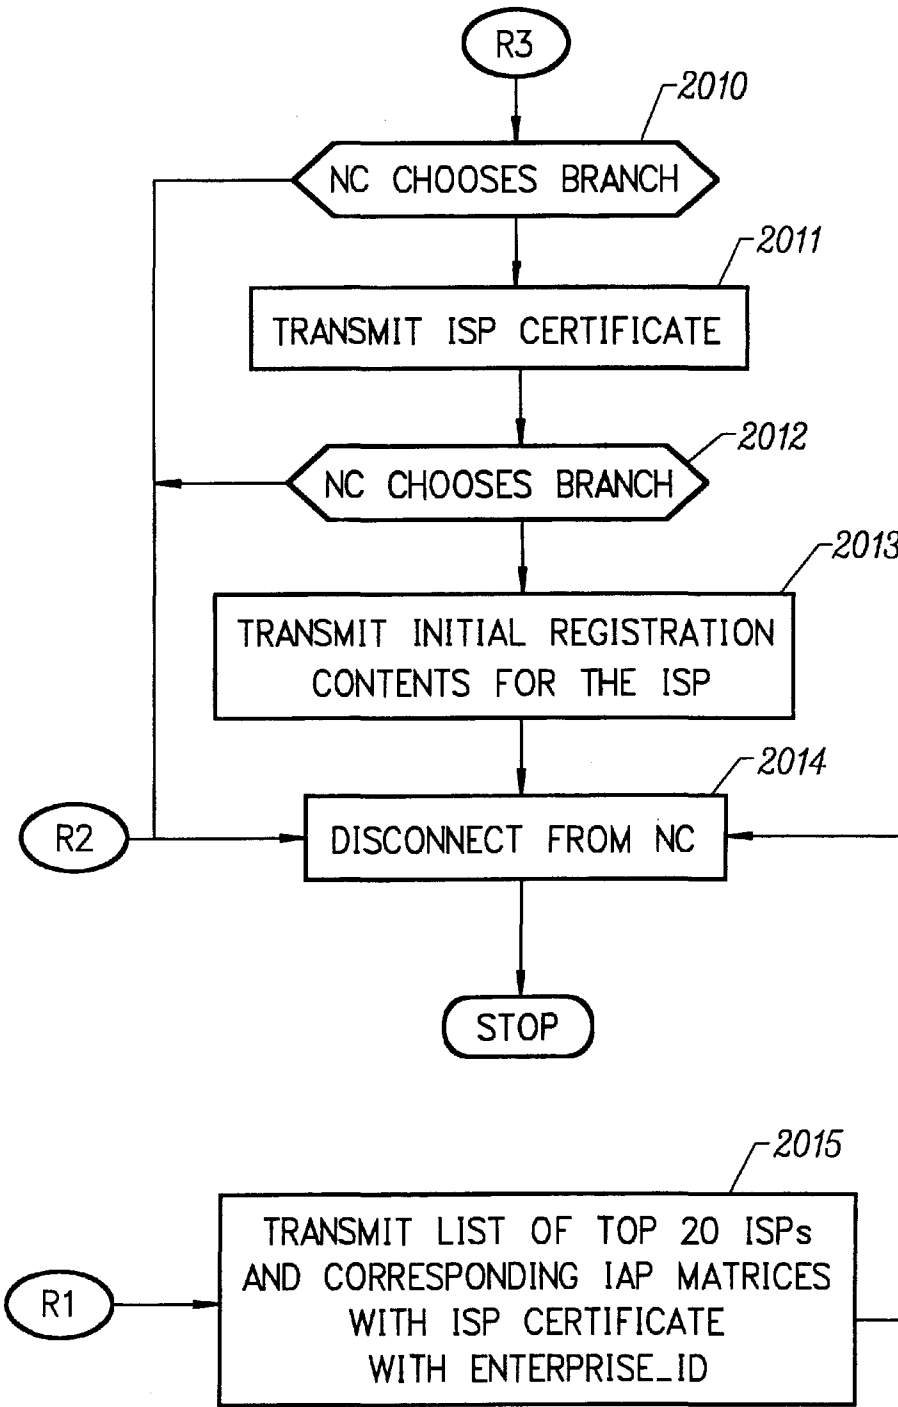 R3
2010
NC CHOOSES BRANCH
2011
TRANSMIT ISP CERTIFICATE
2012
NC CHOOSES BRANCH
2013
TRANSMIT INITIAL REGISTRATION
CONTENTS FOR THE ISP
2014
R2
DISCONNECT FROM NC
STOP
2015
TRANSMIT LIST OF TOP 20 ISPs
AND CORRESPONDING IAP MATRICES
R1
WITH ISP CERTIFICATE
WITH ENTERPRISE_ID